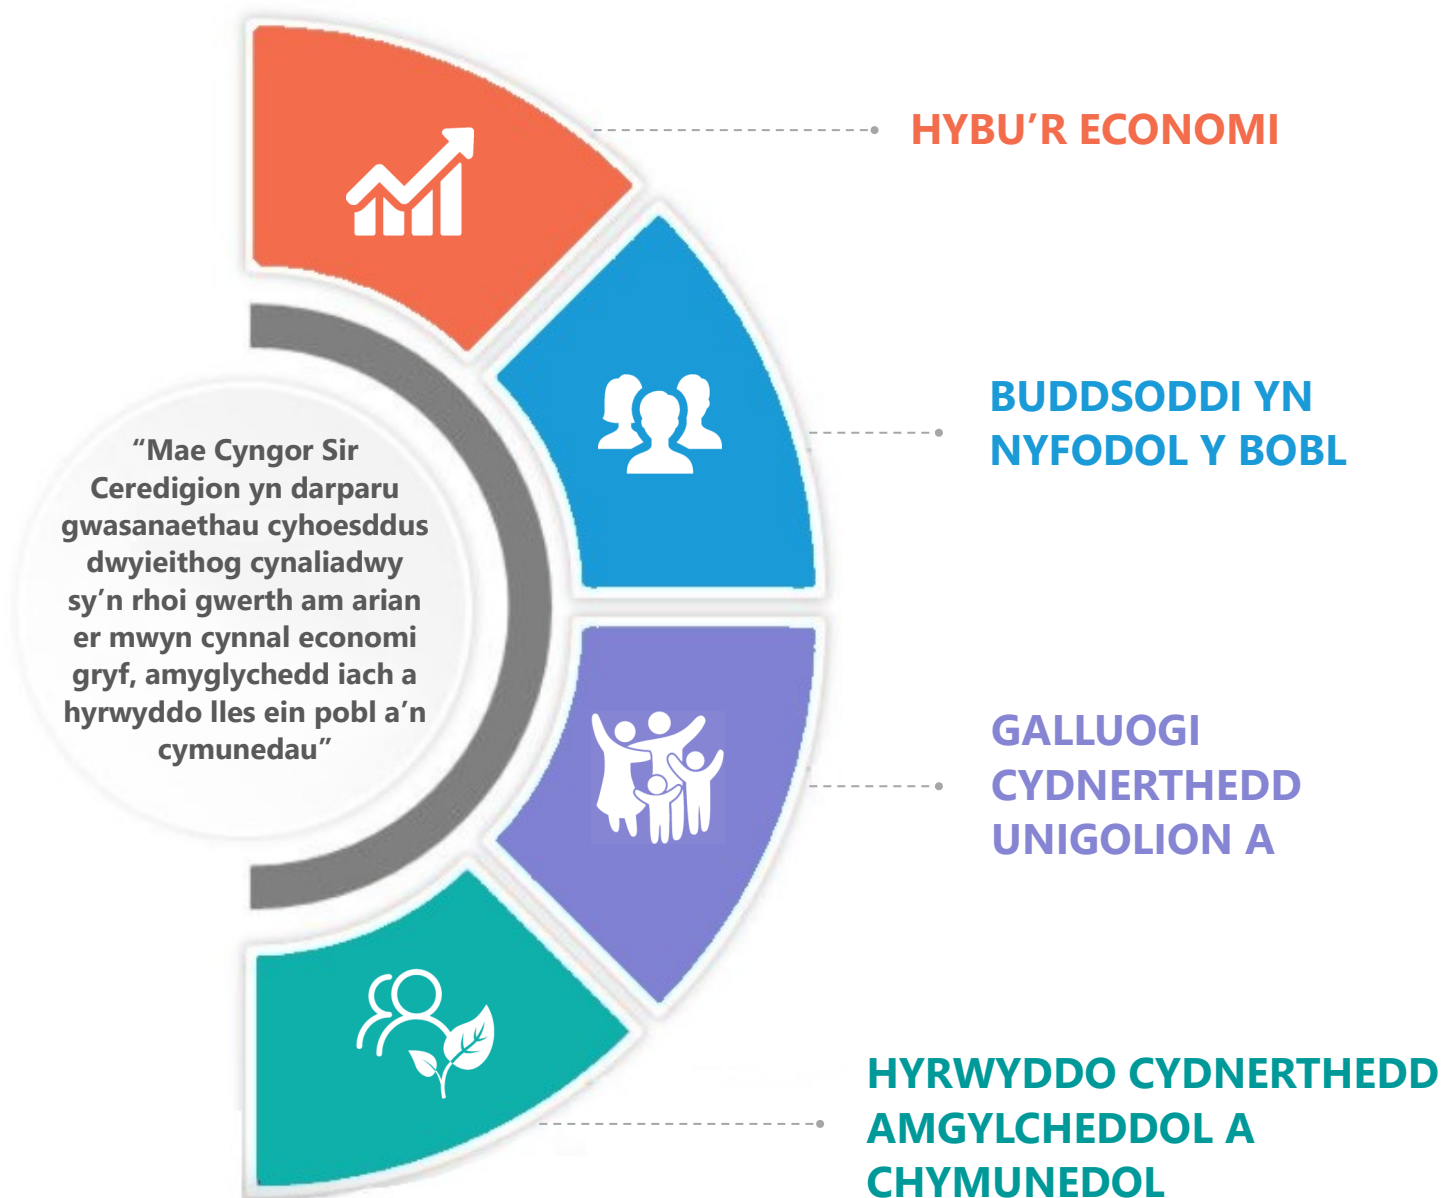 HYBU’R ECONOMI
BUDDSODDI YN
NYFODOL Y BOBL
“Mae Cyngor Sir
Ceredigion yn darparu
gwasanaethau cyhoesddus
dwyieithog cynaliadwy
sy’n rhoi gwerth am arian
er mwyn cynnal economi
gryf, amyglychedd iach a
hyrwyddo lles ein pobl a’n
cymunedau”
GALLUOGI
CYDNERTHEDD
UNIGOLION A
HYRWYDDO CYDNERTHEDD
AMGYLCHEDDOL A
CHYMUNEDOL